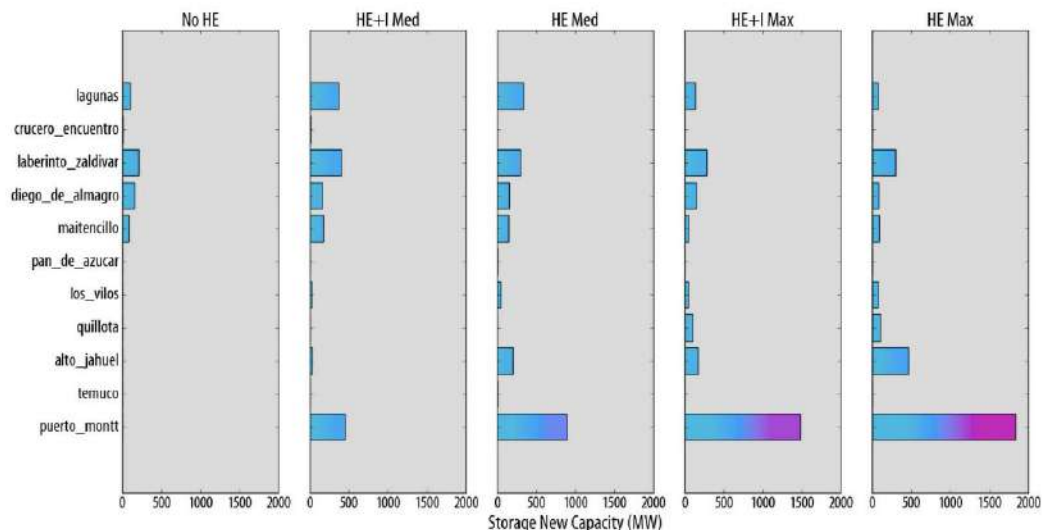 No HE
HE+I Med
HE Med
HE+I Max
HE Max
lagunas
crucero_encuentro
laberinto_zaldivar
diego_de_almagro
maitencillo
pan_de_azucar
los_vilos
quillota
alto_jahuel
temuco
puerto_montt
0 500 1000 1500 2000
0 500 1000 1500 2000
0 500 1000 1500 2000
0 500 1000 1500 2000
0 500 1000 1500 2000
Storage New Capacity (MW)